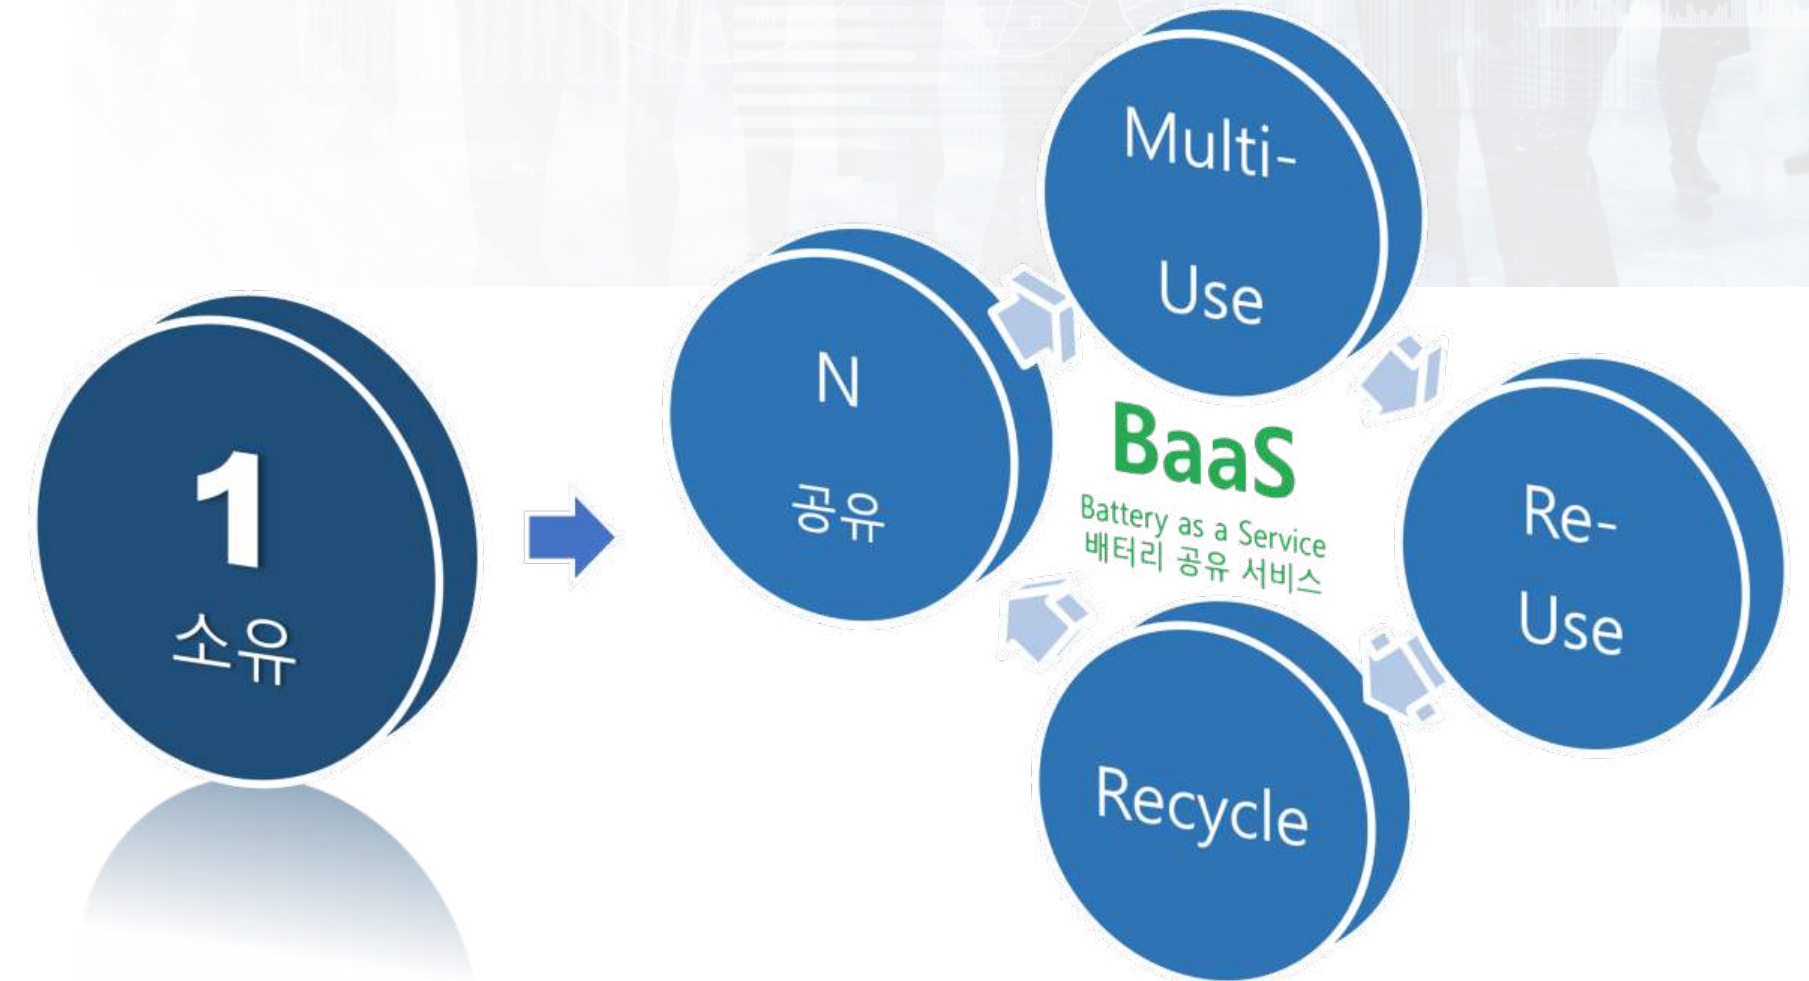 1
소유
N
공유
Multi-
Use
Re-
Use
Recycle
BaaS
Battery as a Service
배터리 공유 서비스